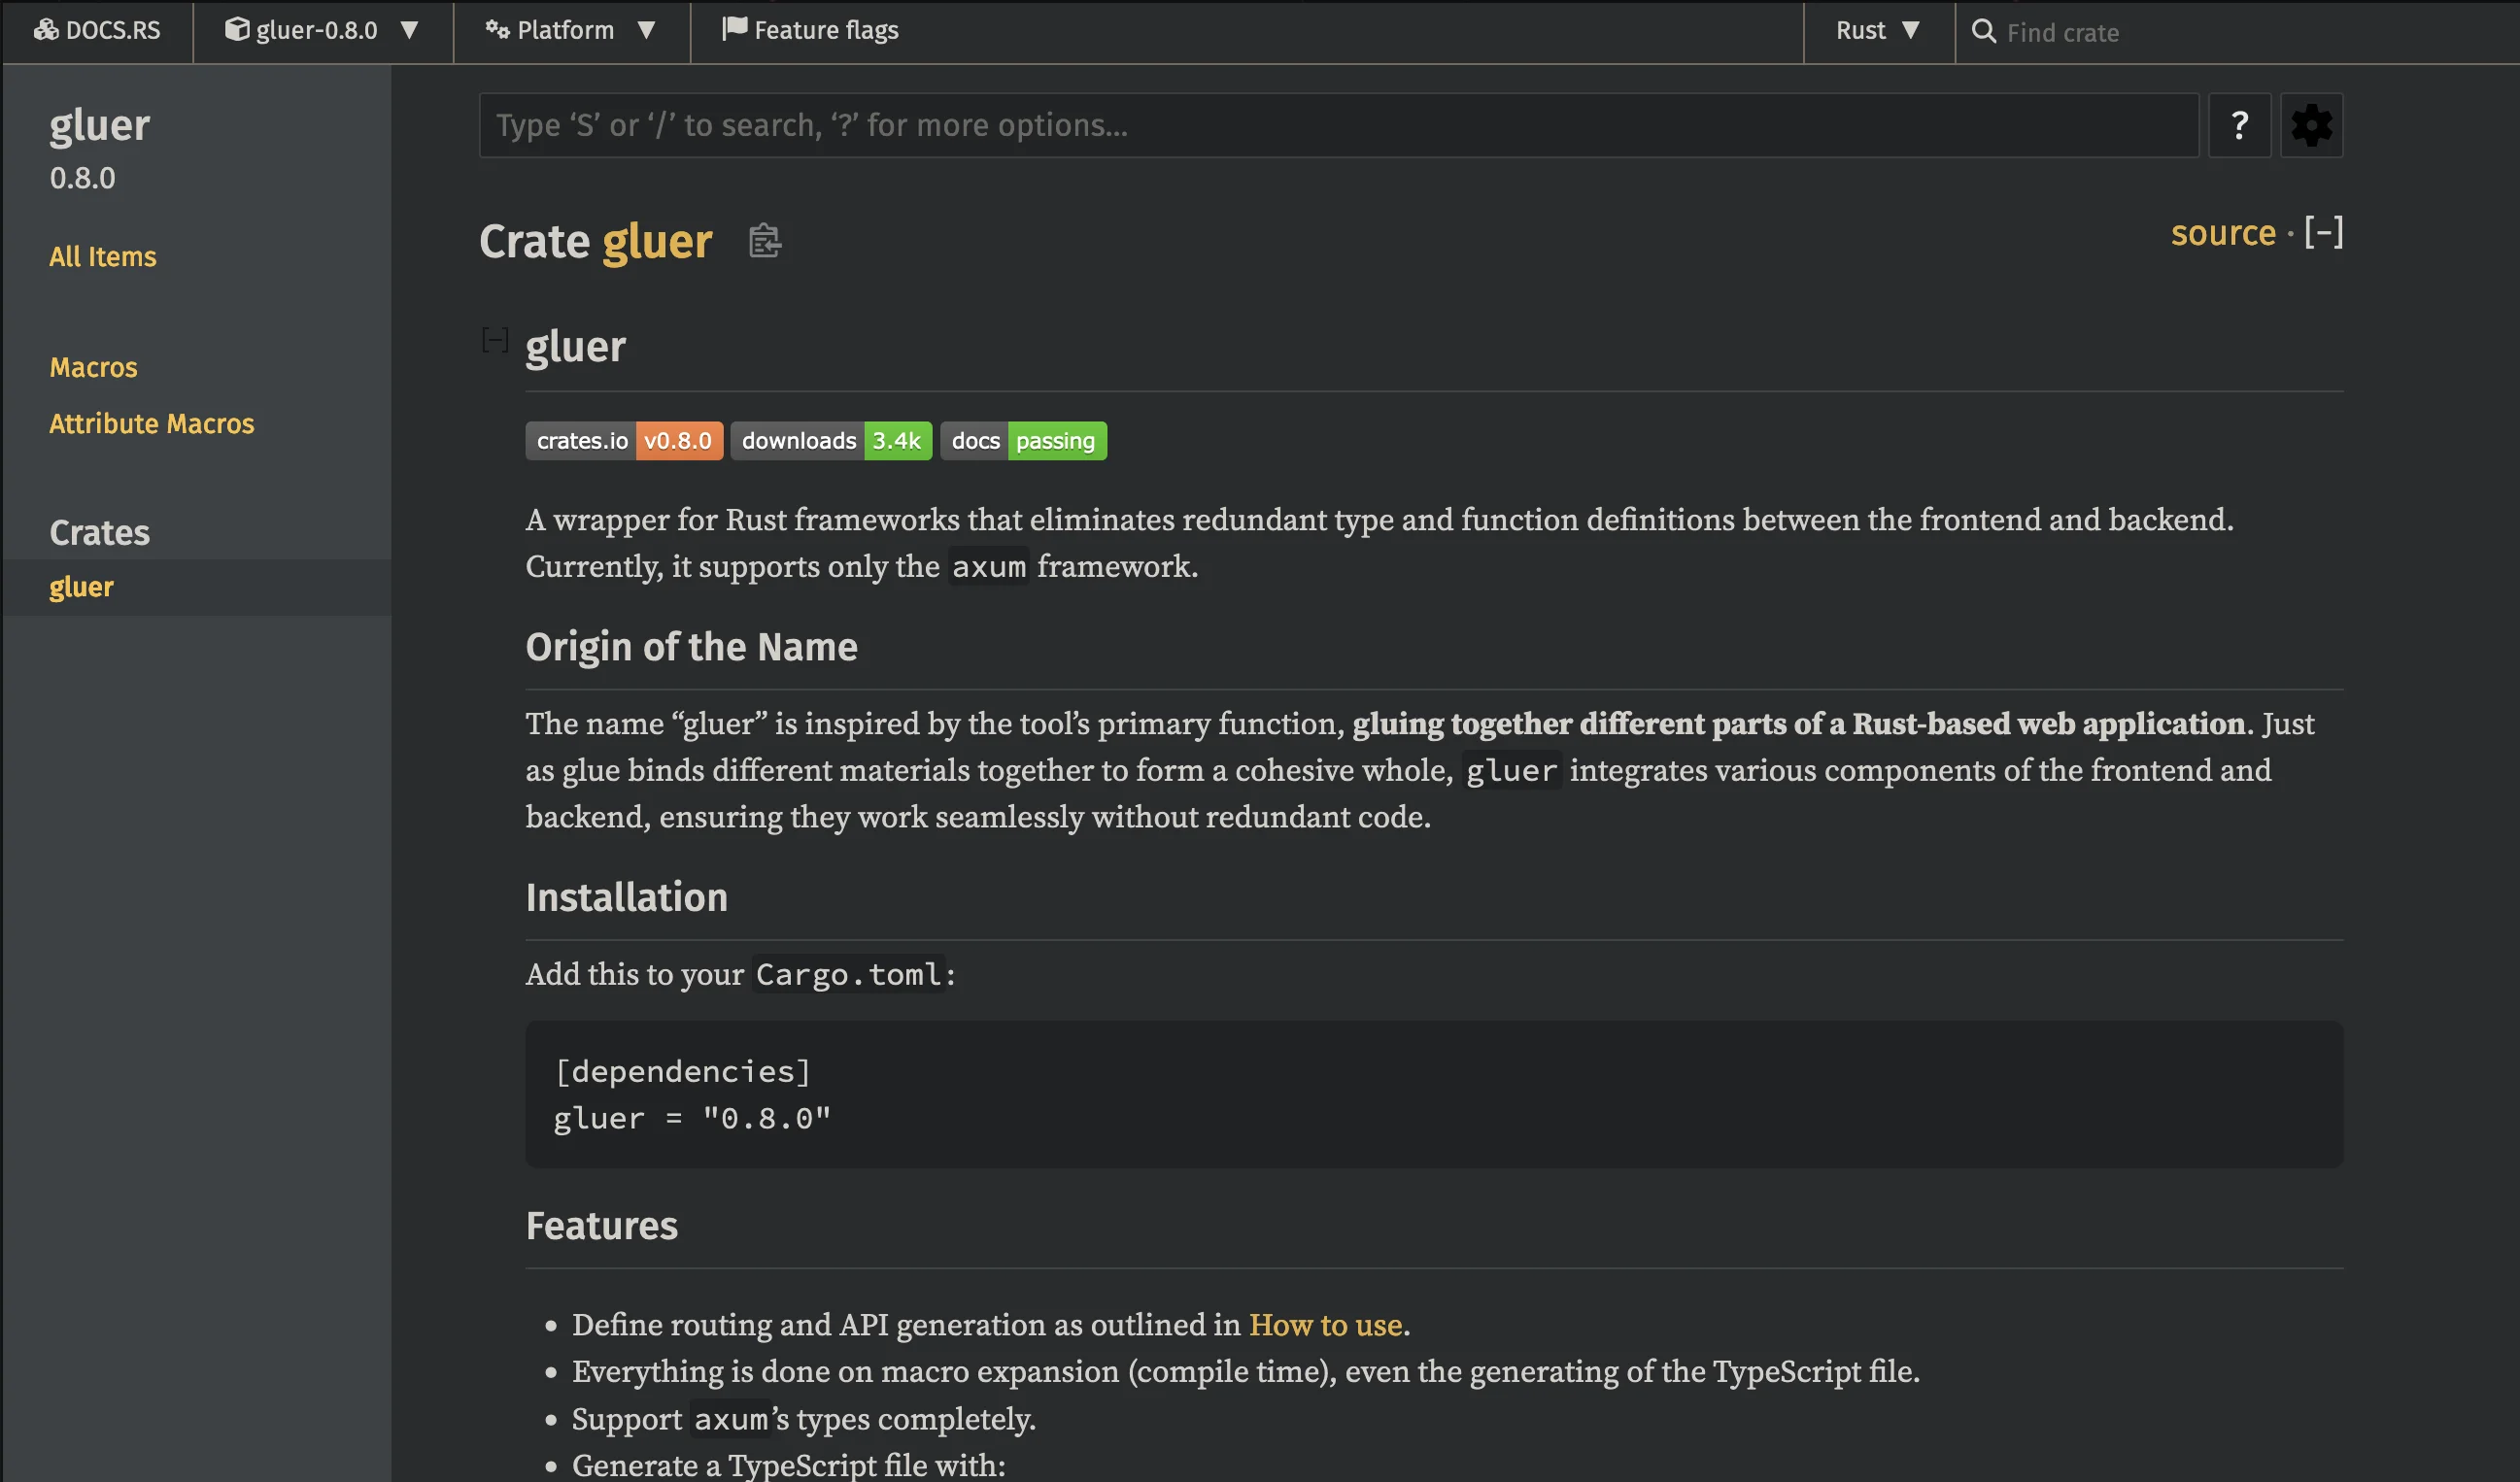 DOCS.RS gluer-0.8.0 Platform Feature flags Rust Find crate
gluer
0.8.0
All Items
Macros
Attribute Macros
Crates
gluer
Type ‘S’ or ‘/’ to search, ‘?’ for more options…
?
Crate gluer
source · [-]
[-] gluer
crates.io v0.8.0 downloads 3.4k docs passing
A wrapper for Rust frameworks that eliminates redundant type and function definitions between the frontend and backend.
Currently, it supports only the axum framework.
Origin of the Name
The name “gluer” is inspired by the tool’s primary function, gluing together different parts of a Rust-based web application. Just
as glue binds different materials together to form a cohesive whole, gluer integrates various components of the frontend and
backend, ensuring they work seamlessly without redundant code.
Installation
Add this to your Cargo.toml:
[dependencies]
gluer = "0.8.0"
Features
• Define routing and API generation as outlined in How to use.
• Everything is done on macro expansion (compile time), even the generating of the TypeScript file.
• Support axum’s types completely.
• Generate a TypeScript file with: